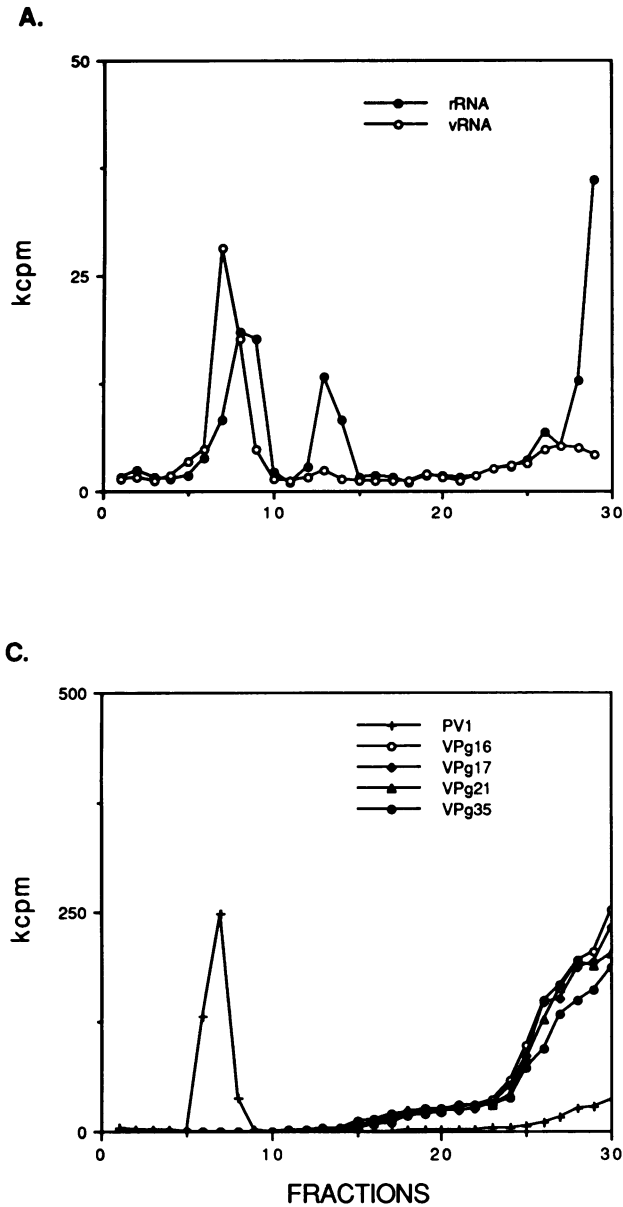 A.
50
rRNA
vRNA
kcpm
25
0
0 10 20 30
C.
500
PV1
VPg16
VPg17
VPg21
VPg35
kcpm
250
0
0 10 20 30
FRACTIONS